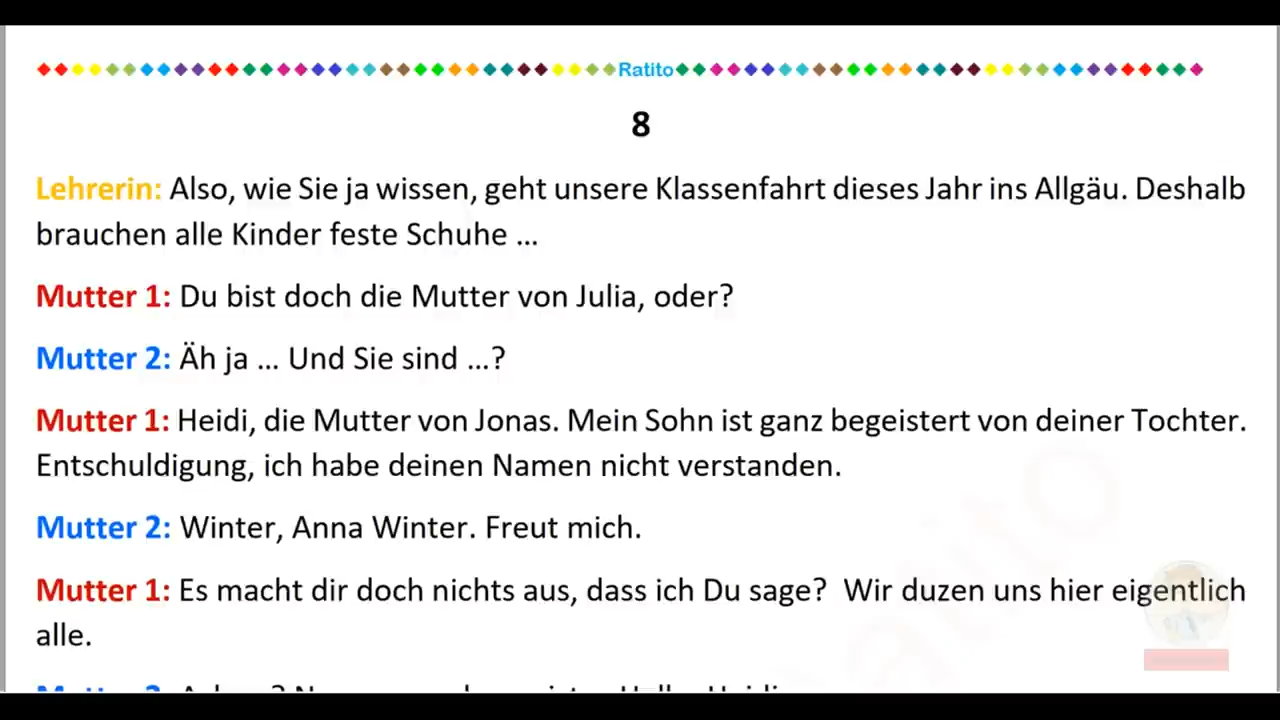 Ratito
8
Lehrerin: Also, wie Sie ja wissen, geht unsere Klassenfahrt dieses Jahr ins Allgäu. Deshalb
brauchen alle Kinder feste Schuhe ...
Mutter 1: Du bist doch die Mutter von Julia, oder?
Mutter 2: Äh ja ... Und Sie sind ...?
Mutter 1: Heidi, die Mutter von Jonas. Mein Sohn ist ganz begeistert von deiner Tochter.
Entschuldigung, ich habe deinen Namen nicht verstanden.
Mutter 2: Winter, Anna Winter. Freut mich.
Mutter 1: Es macht dir doch nichts aus, dass ich Du sage?  Wir duzen uns hier eigentlich
alle.